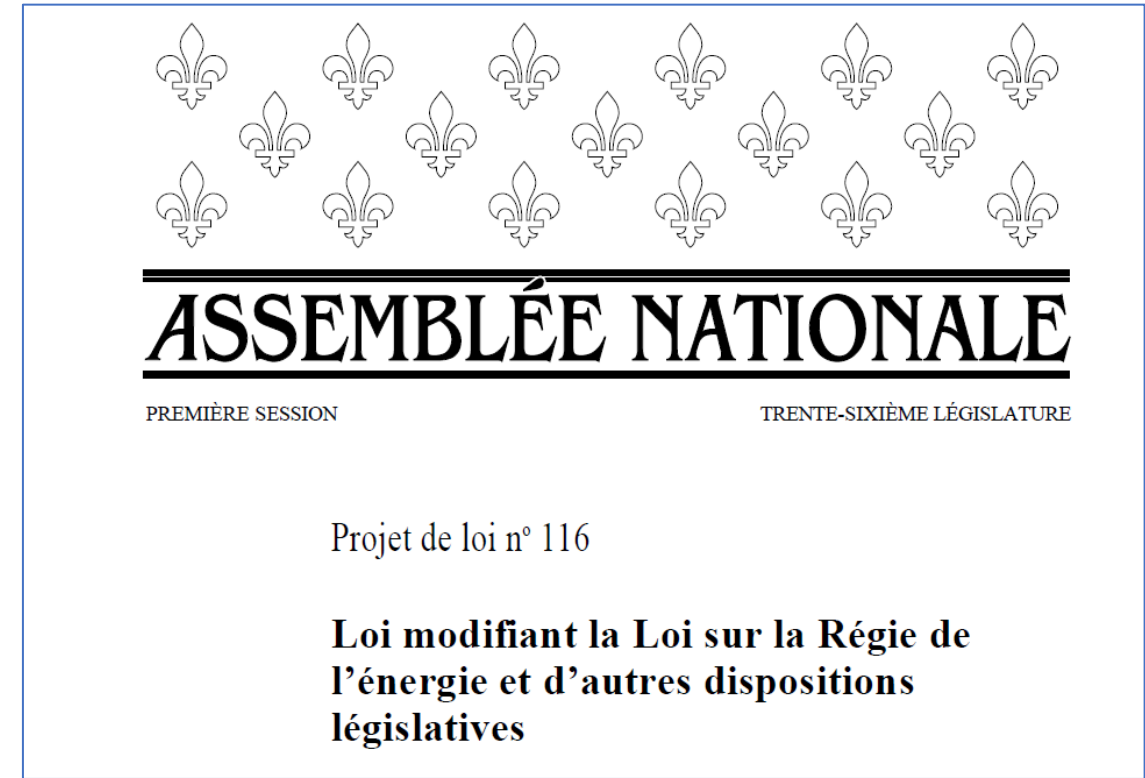 ASSEMBLÉE NATIONALE
PREMIÈRE SESSION TRENTE-SIXIÈME LÉGISLATURE
Projet de loi nº 116
Loi modifiant la Loi sur la Régie de
l’énergie et d’autres dispositions
législatives